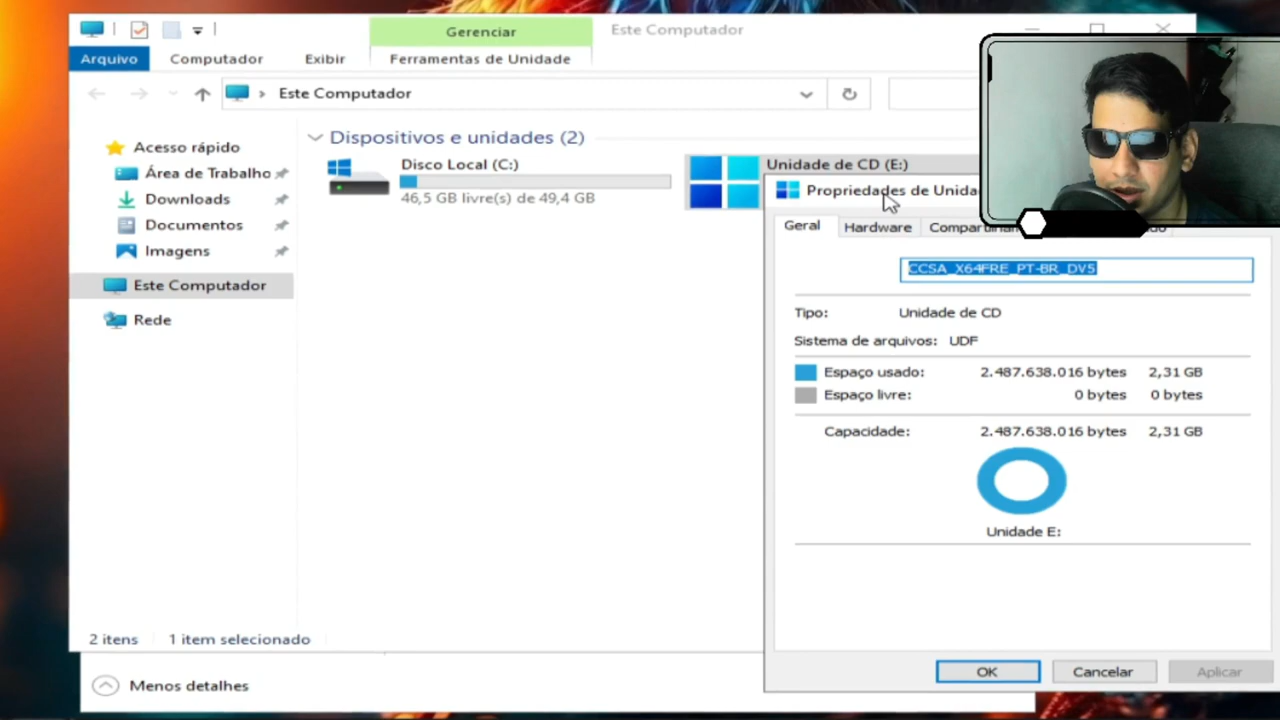 Gerenciar
Este Computador
Arquivo
Computador
Exibir
Ferramentas de Unidade
Este Computador
Acesso rápido
Área de Trabalho
Downloads
Documentos
Imagens
Este Computador
Rede
Dispositivos e unidades (2)
Disco Local (C:)
46,5 GB livre(s) de 49,4 GB
Unidade de CD (E:)
Propriedades de
Geral
Hardware
CCSA_X64FRE_PT-BR_DV5
Tipo: Unidade de CD
Sistema de arquivos: UDF
Espaço usado: 2.487.638.016 bytes 2,31 GB
Espaço livre: 0 bytes 0 bytes
Capacidade: 2.487.638.016 bytes 2,31 GB
Unidade E:
OK
Cancelar
Aplicar
2 itens
1 item selecionado
Menos detalhes